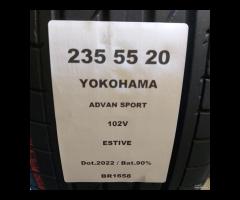 235 55 20
YOKOHAMA
ADVAN SPORT
102V
ESTIVE
Dot.2022 / Bat.90%
BR1658